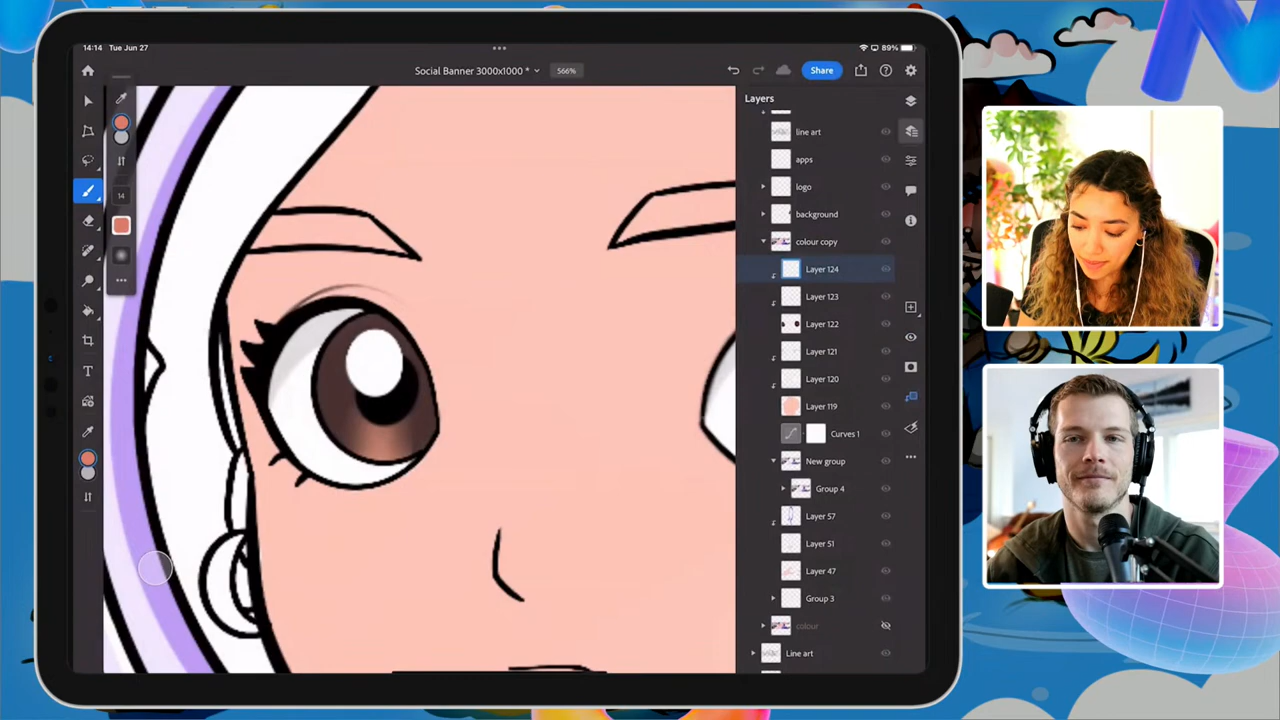 14:14 Tue Jun 27
89%
Social Banner 3000x1000 *
566%
Share
Layers
line art
apps
logo
background
colour copy
Layer 124
Layer 123
Layer 122
Layer 121
Layer 120
Layer 119
Curves 1
New group
Group 4
Layer 57
Layer 51
Layer 47
Group 3
colour
Line art
14
T